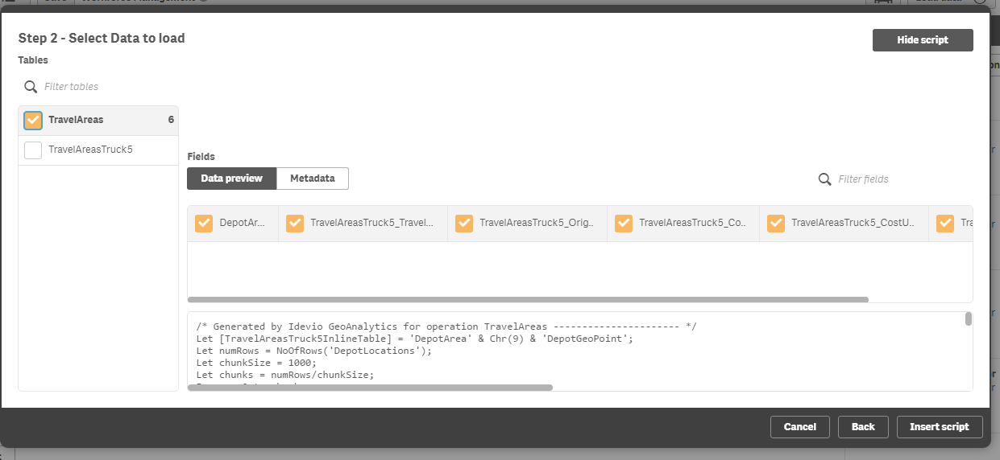 Step 2 - Select Data to load
Hide script
Tables
Filter tables
TravelAreas 6
TravelAreasTruck5
Fields
Data preview Metadata
Filter fields
DepotAr... TravelAreasTruck5_Travel... TravelAreasTruck5_Orig.. TravelAreasTruck5_Co.. TravelAreasTruck5_CostU.. Tra
/* Generated by Idevio GeoAnalytics for operation TravelAreas ----------------------- */
Let [TravelAreasTruck5InlineTable] = 'DepotArea' & Chr(9) & 'DepotGeoPoint';
Let numRows = NoOfRows('DepotLocations');
Let chunkSize = 1000;
Let chunks = numRows/chunkSize;
Cancel Back Insert script